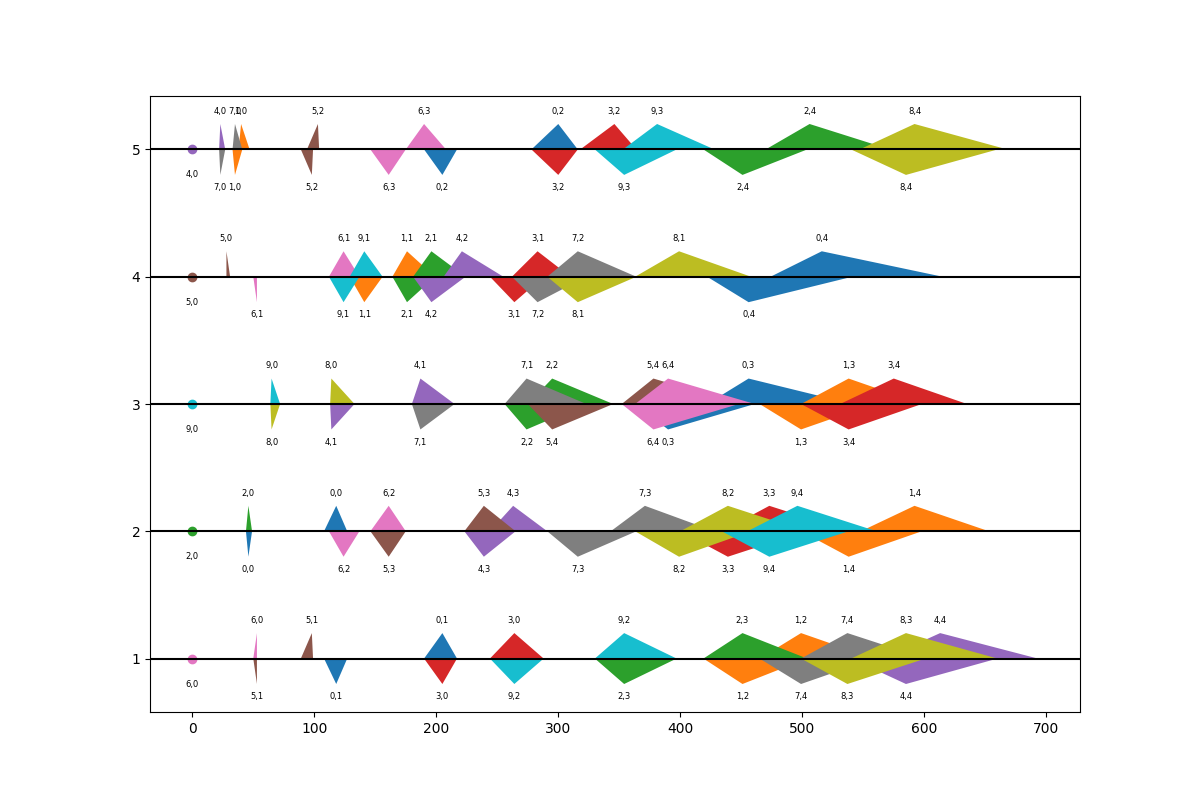 4,0 7,0 1,0 5,2 6,3 0,2 3,2 9,3 2,4 8,4
5
4,0 7,0 1,0 5,2 6,3 0,2 3,2 9,3 2,4 8,4
5,0 6,1 9,1 1,1 2,1 4,2 3,1 7,2 8,1 0,4
4
5,0 6,1 9,1 1,1 2,1 4,2 3,1 7,2 8,1 0,4
9,0 8,0 4,1 7,1 2,2 5,4 6,4 0,3 1,3 3,4
3
9,0 8,0 4,1 7,1 2,2 5,4 6,4 0,3 1,3 3,4
2,0 0,0 6,2 5,3 4,3 7,3 8,2 3,3 9,4 1,4
2
2,0 0,0 6,2 5,3 4,3 7,3 8,2 3,3 9,4 1,4
6,0 5,1 0,1 3,0 9,2 2,3 1,2 7,4 8,3 4,4
1
6,0 5,1 0,1 3,0 9,2 2,3 1,2 7,4 8,3 4,4
0 100 200 300 400 500 600 700